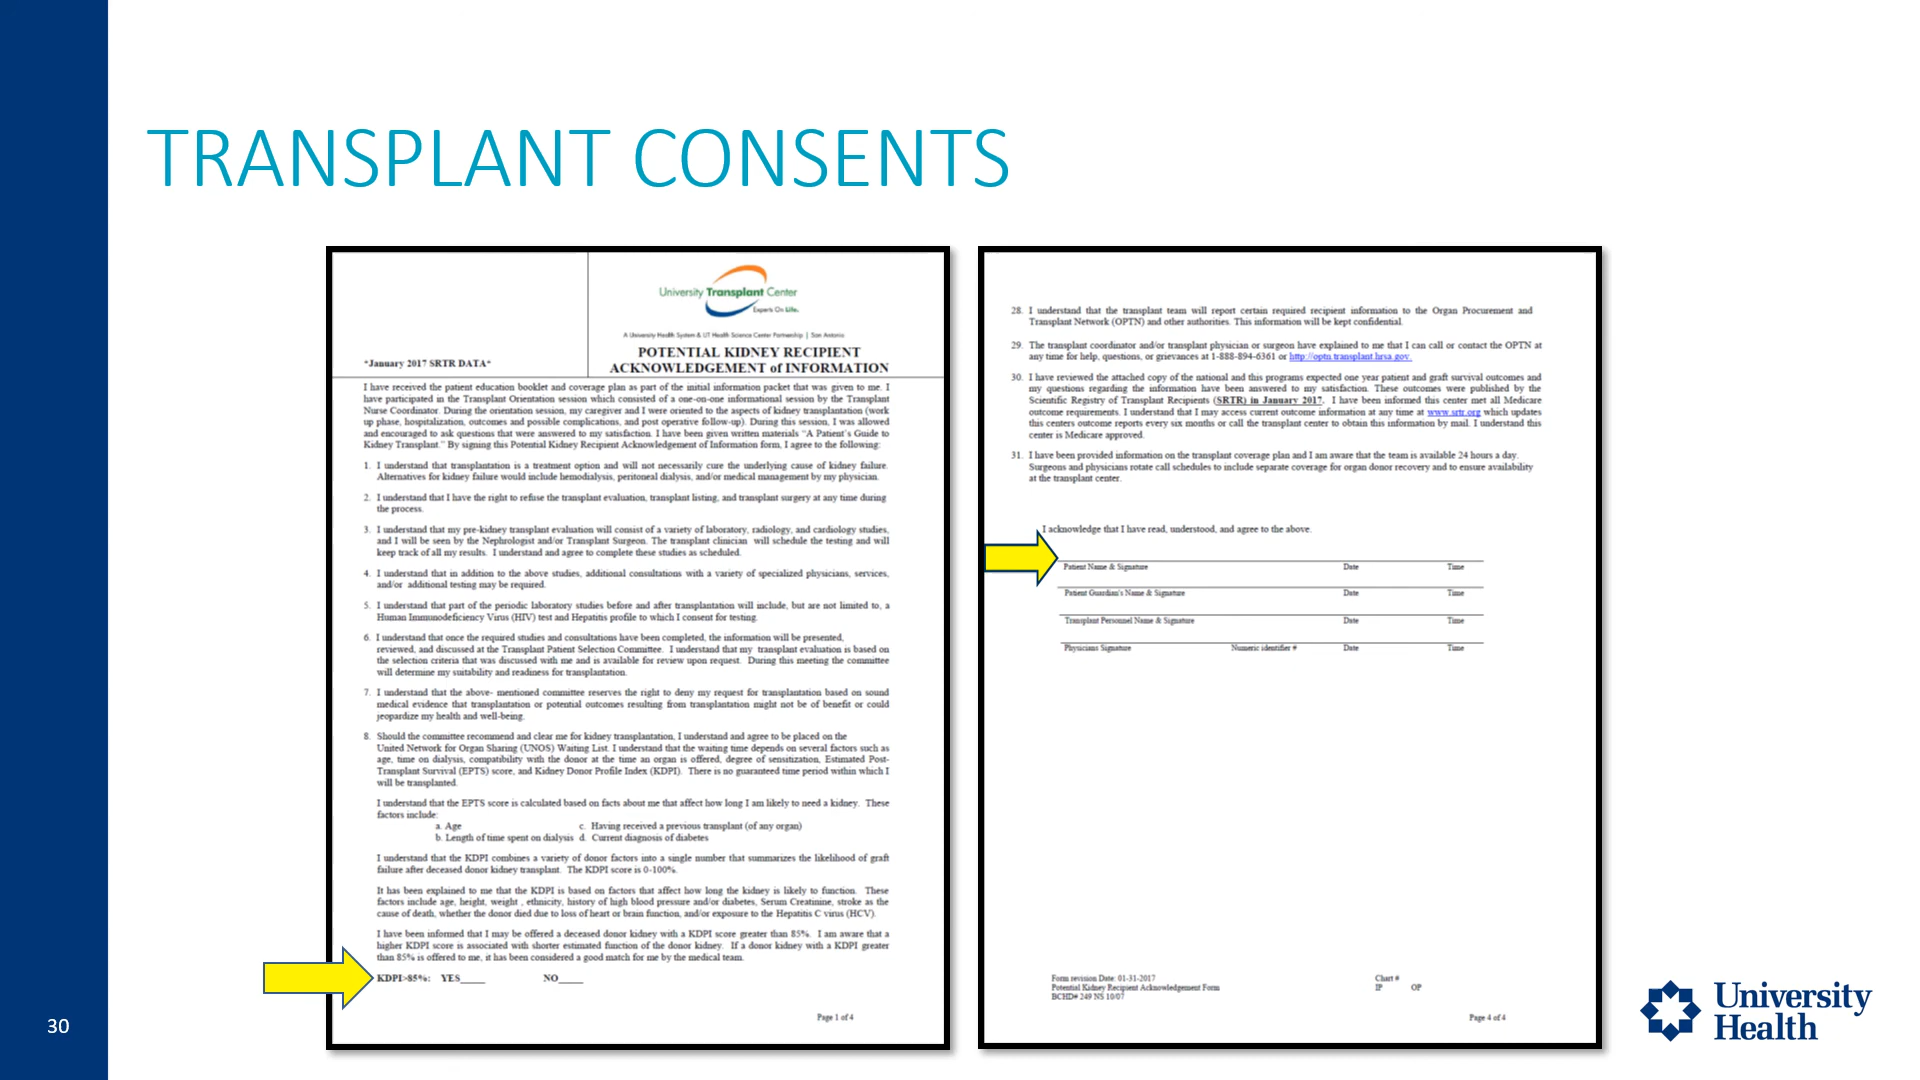 TRANSPLANT CONSENTS
University Transplant Center
Experts On Life.
A University Health System & UT Health Science Center Partnership | San Antonio
*January 2017 SRTR DATA*
POTENTIAL KIDNEY RECIPIENT
ACKNOWLEDGEMENT of INFORMATION
I have received the patient education booklet and coverage plan as part of the initial information packet that was given to me. I
have participated in the Transplant Orientation session which consisted of a one-on-one informational session by the Transplant
Nurse Coordinator. During the orientation session, my caregiver and I were oriented to the aspects of kidney transplantation (work
up phase, hospitalization, outcomes and possible complications, and post operative follow-up). During this session, I was allowed
and encouraged to ask questions that were answered to my satisfaction. I have been given written materials “A Patient’s Guide to
Kidney Transplant.” By signing this Potential Kidney Recipient Acknowledgement of Information form, I agree to the following:
1. I understand that transplantation is a treatment option and will not necessarily cure the underlying cause of kidney failure.
Alternatives for kidney failure would include hemodialysis, peritoneal dialysis, and/or medical management by my physician.
2. I understand that I have the right to refuse the transplant evaluation, transplant listing, and transplant surgery at any time during
the process.
3. I understand that my pre-kidney transplant evaluation will consist of a variety of laboratory, radiology, and cardiology studies,
and I will be seen by the Nephrologist and/or Transplant Surgeon. The transplant clinician will schedule the testing and will
keep track of all my results. I understand and agree to complete these studies as scheduled.
4. I understand that in addition to the above studies, additional consultations with a variety of specialized physicians, services,
and/or additional testing may be required.
5. I understand that part of the periodic laboratory studies before and after transplantation will include, but are not limited to, a
Human Immunodeficiency Virus (HIV) test and Hepatitis profile to which I consent for testing.
6. I understand that once the required studies and consultations have been completed, the information will be presented,
reviewed, and discussed at the Transplant Patient Selection Committee. I understand that my transplant evaluation is based on
the selection criteria that was discussed with me and is available for review upon request. During this meeting the committee
will determine my suitability and readiness for transplantation.
7. I understand that the above- mentioned committee reserves the right to deny my request for transplantation based on sound
medical evidence that transplantation or potential outcomes resulting from transplantation might not be of benefit or could
jeopardize my health and well-being.
8. Should the committee recommend and clear me for kidney transplantation, I understand and agree to be placed on the
United Network for Organ Sharing (UNOS) Waiting List. I understand that the waiting time depends on several factors such as
age, time on dialysis, compatibility with the donor at the time an organ is offered, degree of sensitization, Estimated Post-
Transplant Survival (EPTS) score, and Kidney Donor Profile Index (KDPI). There is no guaranteed time period within which I
will be transplanted.
I understand that the EPTS score is calculated based on facts about me that affect how long I am likely to need a kidney. These
factors include:
a. Age c. Having received a previous transplant (of any organ)
b. Length of time spent on dialysis d. Current diagnosis of diabetes
I understand that the KDPI combines a variety of donor factors into a single number that summarizes the likelihood of graft
failure after deceased donor kidney transplant. The KDPI score is 0-100%.
It has been explained to me that the KDPI is based on factors that affect how long the kidney is likely to function. These
factors include age, height, weight , ethnicity, history of high blood pressure and/or diabetes, Serum Creatinine, stroke as the
cause of death, whether the donor died due to loss of heart or brain function, and/or exposure to the Hepatitis C virus (HCV).
I have been informed that I may be offered a deceased donor kidney with a KDPI score greater than 85%. I am aware that a
higher KDPI score is associated with shorter estimated function of the donor kidney. If a donor kidney with a KDPI greater
than 85% is offered to me, it has been considered a good match for me by the medical team.
KDPI>85%: YES_____ NO_____
Page 1 of 4
28. I understand that the transplant team will report certain required recipient information to the Organ Procurement and
Transplant Network (OPTN) and other authorities. This information will be kept confidential.
29. The transplant coordinator and/or transplant physician or surgeon have explained to me that I can call or contact the OPTN at
any time for help, questions, or grievances at 1-888-894-6361 or http://optn.transplant.hrsa.gov.
30. I have reviewed the attached copy of the national and this programs expected one year patient and graft survival outcomes and
my questions regarding the information have been answered to my satisfaction. These outcomes were published by the
Scientific Registry of Transplant Recipients (SRTR) in January 2017. I have been informed this center met all Medicare
outcome requirements. I understand that I may access current outcome information at any time at www.srtr.org which updates
this centers outcome reports every six months or call the transplant center to obtain this information by mail. I understand this
center is Medicare approved.
31. I have been provided information on the transplant coverage plan and I am aware that the team is available 24 hours a day.
Surgeons and physicians rotate call schedules to include separate coverage for organ donor recovery and to ensure availability
at the transplant center.
I acknowledge that I have read, understood, and agree to the above.
Patient Name & Signature Date Time
Patient Guardian's Name & Signature Date Time
Transplant Personnel Name & Signature Date Time
Physicians Signature Numeric identifier # Date Time
Form revision Date: 01-31-2017 Chart #
Potential Kidney Recipient Acknowledgement Form IP OP
BCHD# 249 NS 10/07
Page 4 of 4
30
University
Health